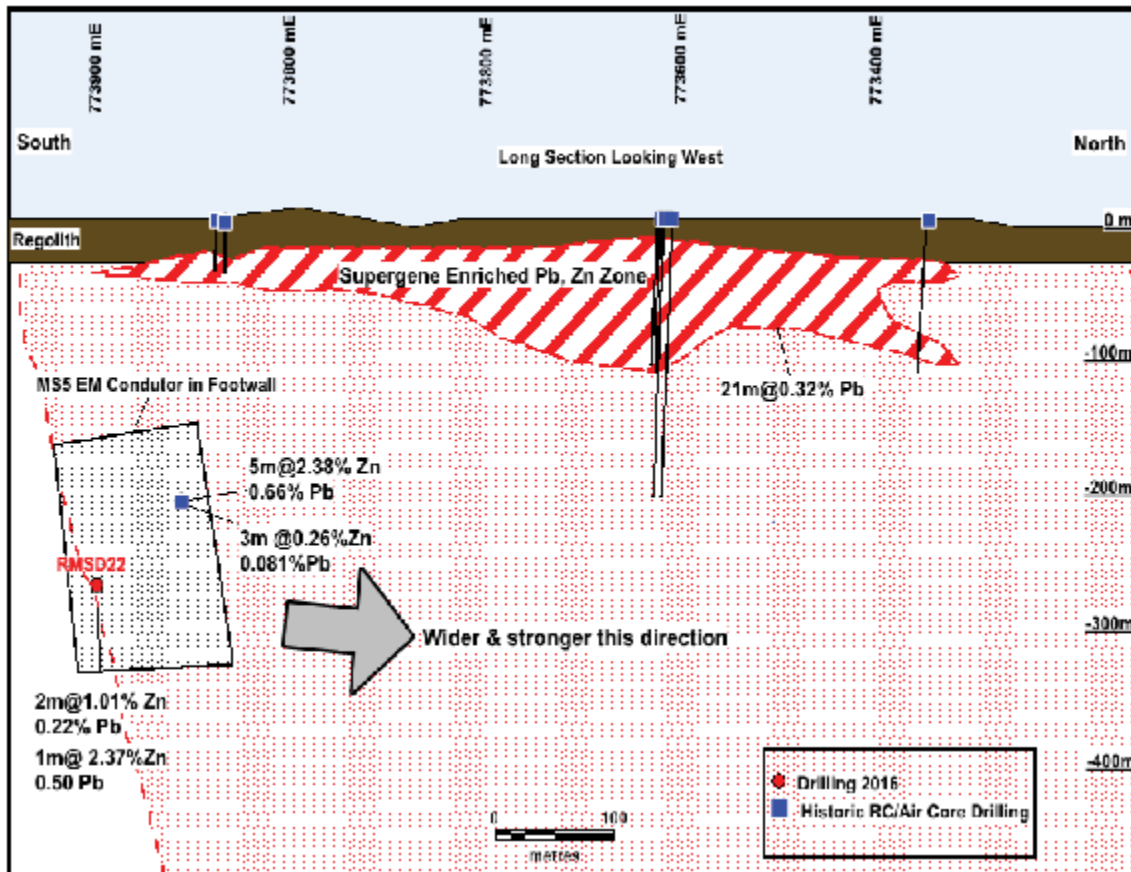 773900 mE
773800 mE
773800 mE
773600 mE
773400 mE
South
North
Long Section Looking West
0 m
Regolith
Supergene Enriched Pb, Zn Zone
-100m
MS5 EM Condutor in Footwall
21m@0.32% Pb
5m@2.38% Zn
0.66% Pb
-200m
3m @0.26%Zn
0.081%Pb
RMSD22
Wider & stronger this direction
-300m
2m@1.01% Zn
0.22% Pb
1m@ 2.37%Zn
0.50 Pb
-400m
Drilling 2016
Historic RC/Air Core Drilling
0 100
metres